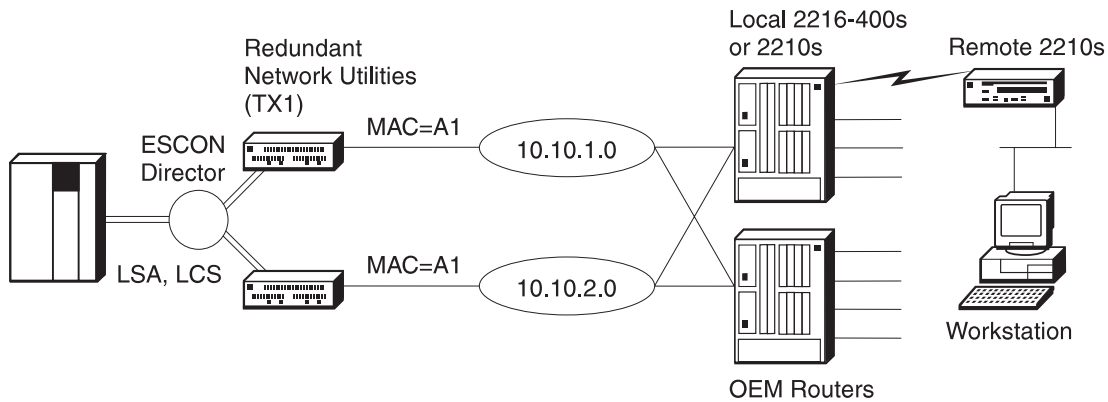 Redundant
Network Utilities
(TX1)
Local 2216-400s
or 2210s
Remote 2210s
ESCON
Director
MAC=A1
10.10.1.0
LSA, LCS
MAC=A1
10.10.2.0
Workstation
OEM Routers